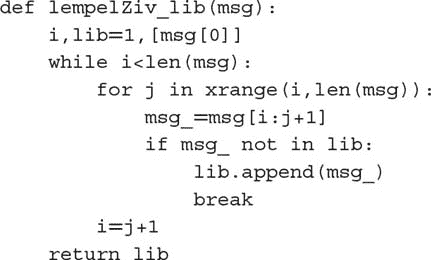 def lempelZiv_lib(msg):
    i,lib=1,[msg[0]]
    while i<len(msg):
        for j in xrange(i,len(msg)):
            msg_=msg[i:j+1]
            if msg_ not in lib:
                lib.append(msg_)
                break
        i=j+1
    return lib